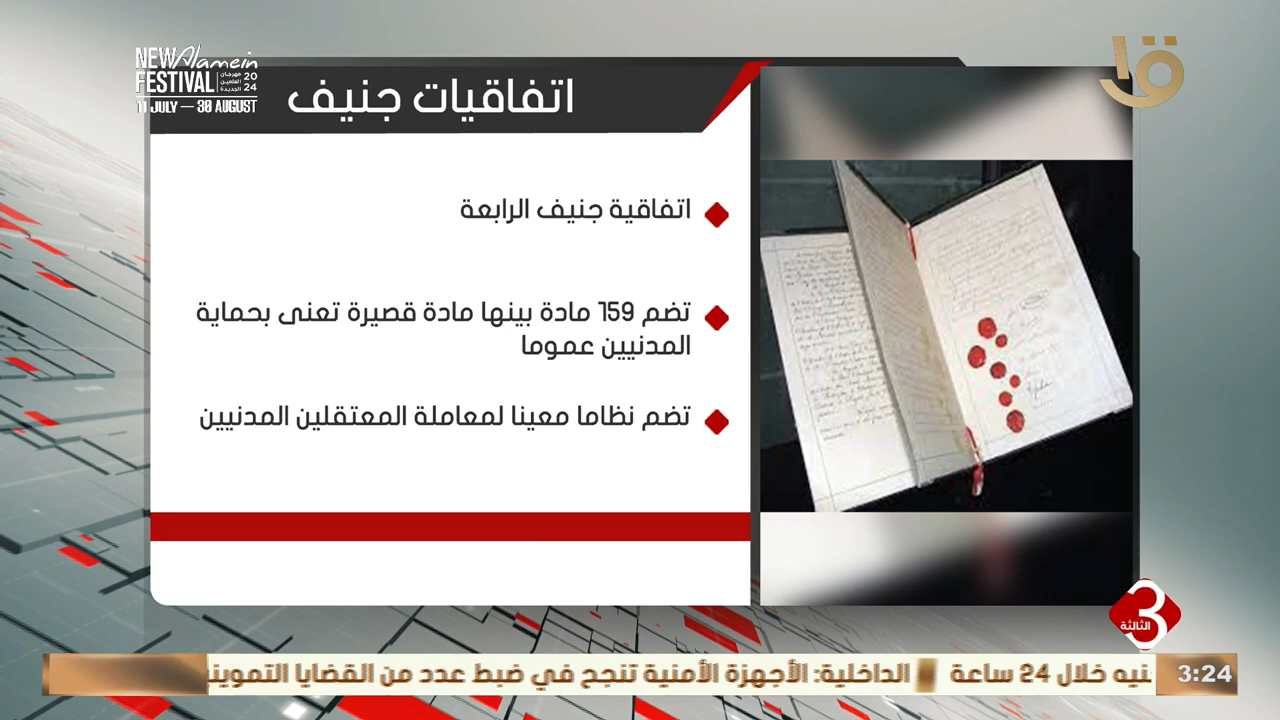 NEW Alamein
FESTIVAL
مهرجان
العلمين
الجديدة
20
24
11 JULY — 30 AUGUST
اتفاقيات جنيف
اتفاقية جنيف الرابعة
تضم 159 مادة بينها مادة قصيرة تعنى بحماية
المدنيين عموما
تضم نظاما معينا لمعاملة المعتقلين المدنيين
3
الثالثة
نيه خلال 24 ساعة الداخلية: الأجهزة الأمنية تنجح في ضبط عدد من القضايا التموين
3:24